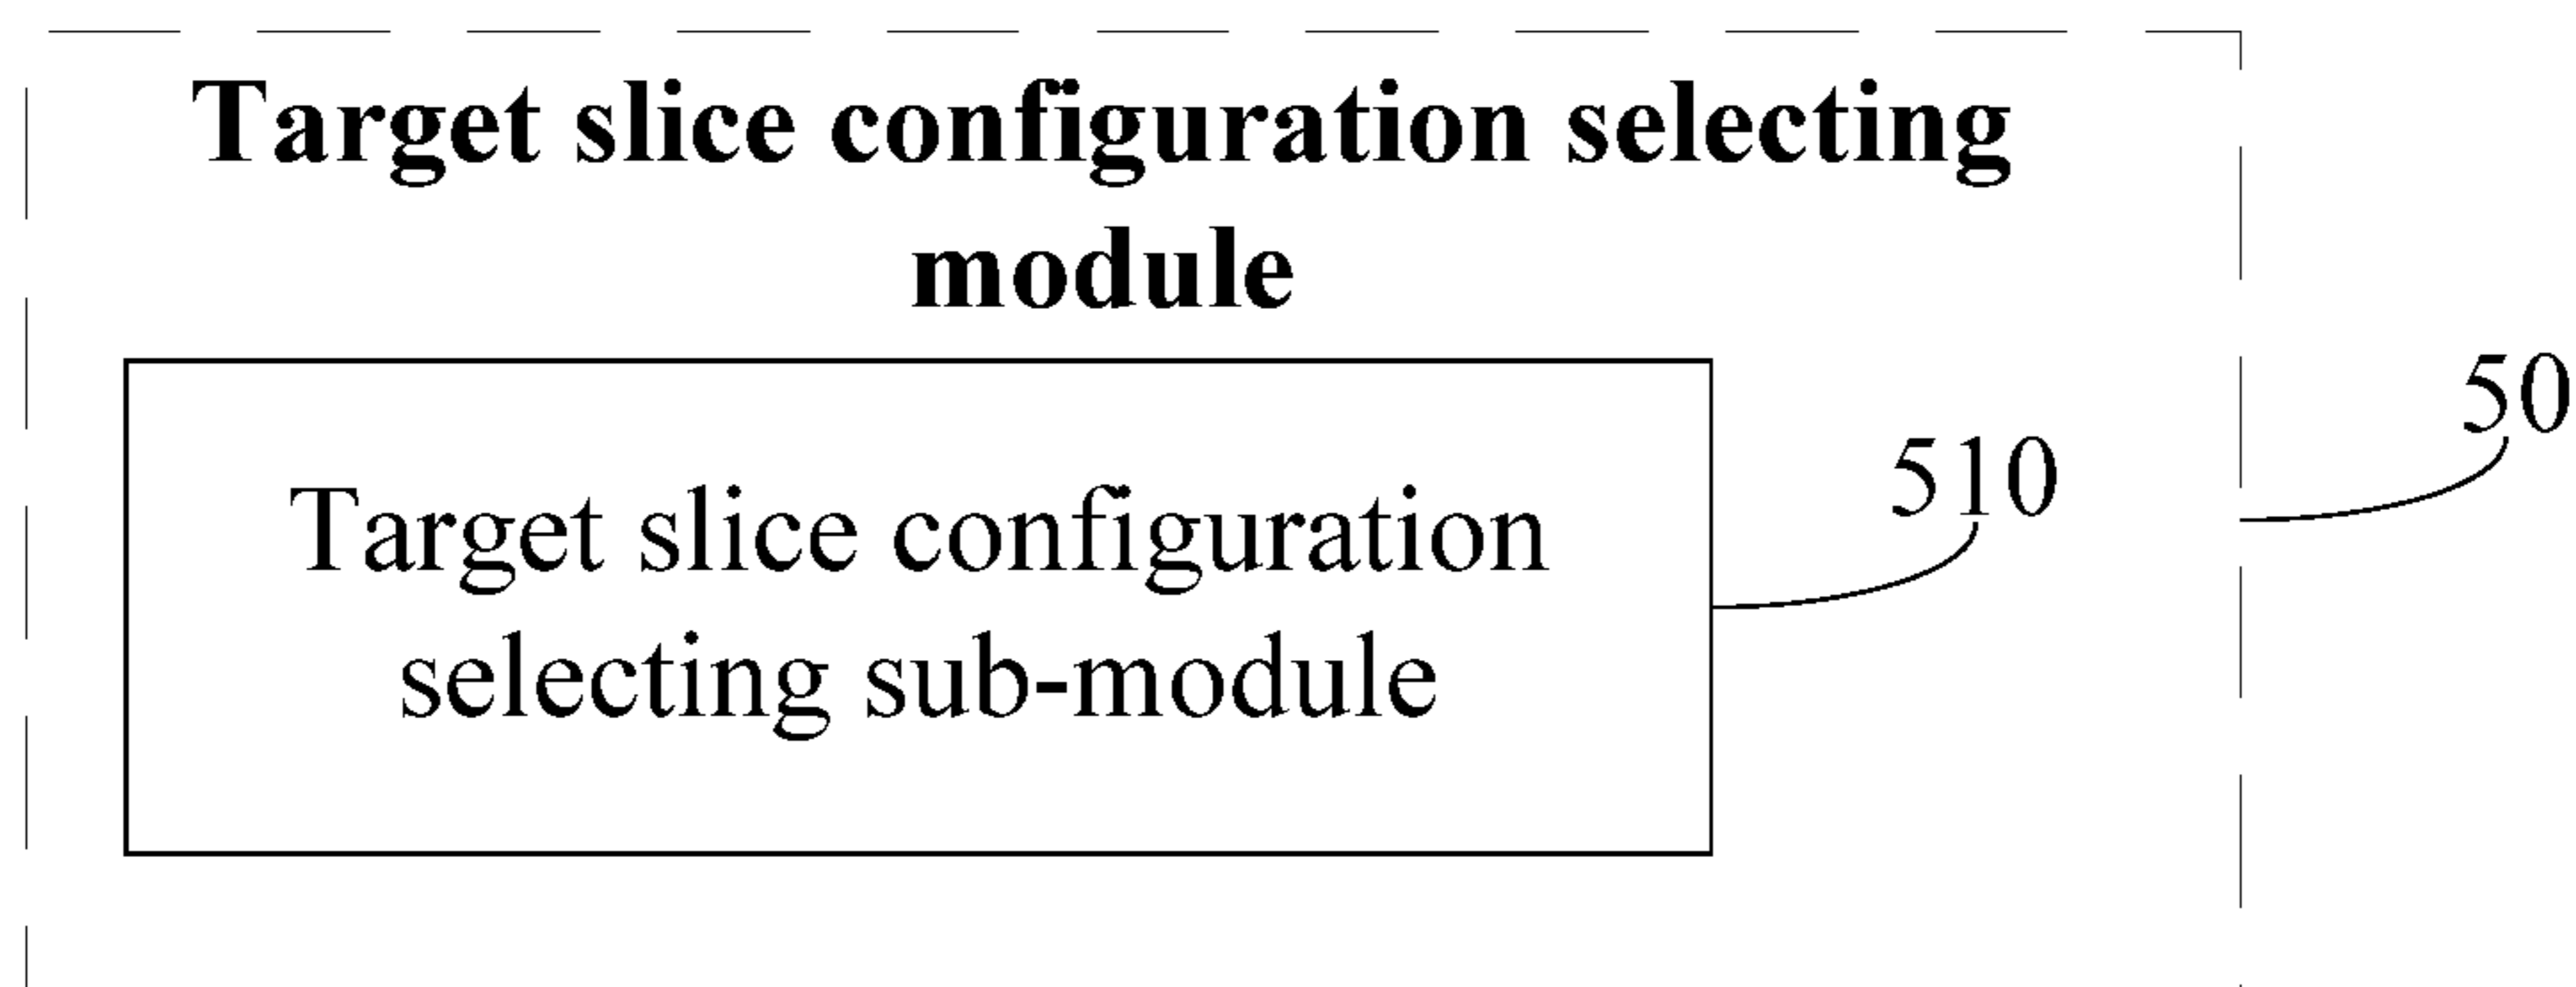 Target slice configuration selecting
module
50
510
Target slice configuration
selecting sub-module